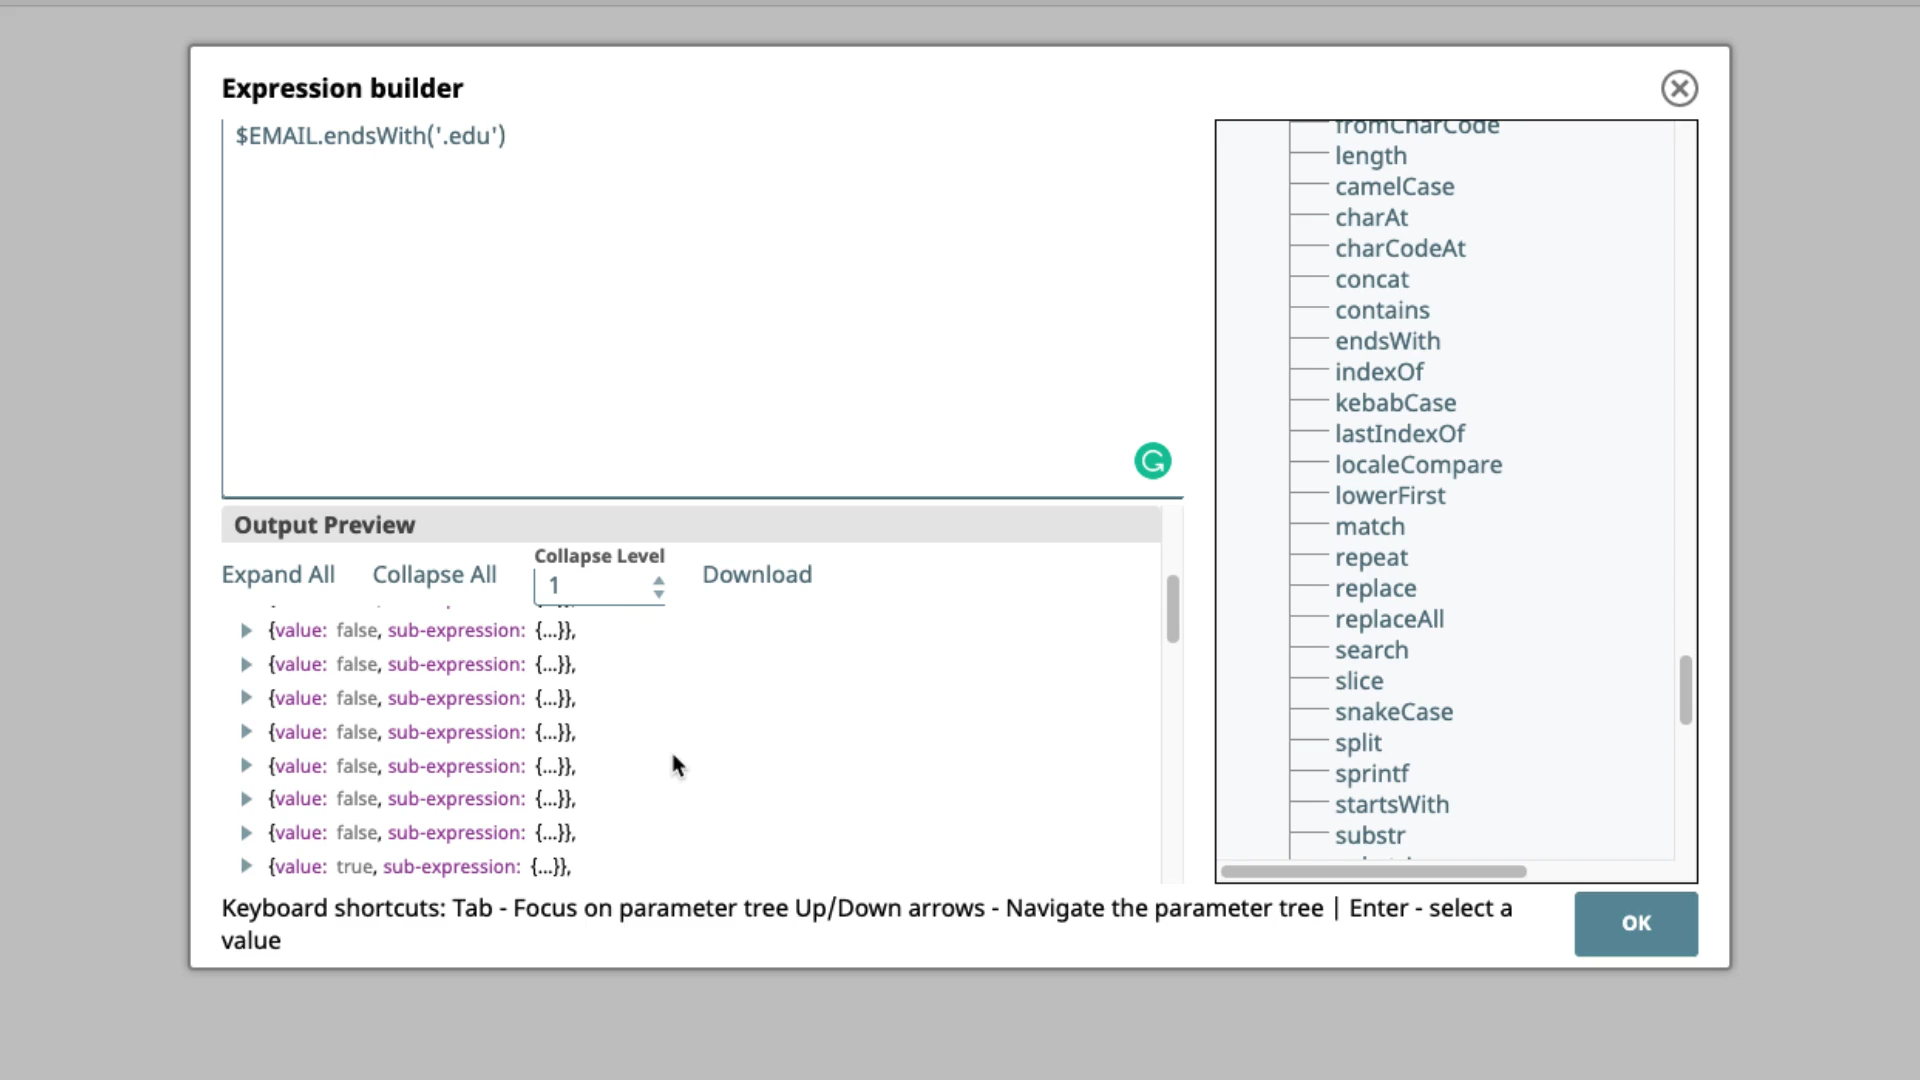 Expression builder
$EMAIL.endsWith('.edu')
Output Preview
Expand All
Collapse All
Collapse Level
1
Download
{value: false, sub-expression: {...}},
{value: false, sub-expression: {...}},
{value: false, sub-expression: {...}},
{value: false, sub-expression: {...}},
{value: false, sub-expression: {...}},
{value: false, sub-expression: {...}},
{value: false, sub-expression: {...}},
{value: true, sub-expression: {...}},
fromCharCode
length
camelCase
charAt
charCodeAt
concat
contains
endsWith
indexOf
kebabCase
lastIndexOf
localeCompare
lowerFirst
match
repeat
replace
replaceAll
search
slice
snakeCase
split
sprintf
startsWith
substr
Keyboard shortcuts: Tab - Focus on parameter tree Up/Down arrows - Navigate the parameter tree | Enter - select a
value
OK